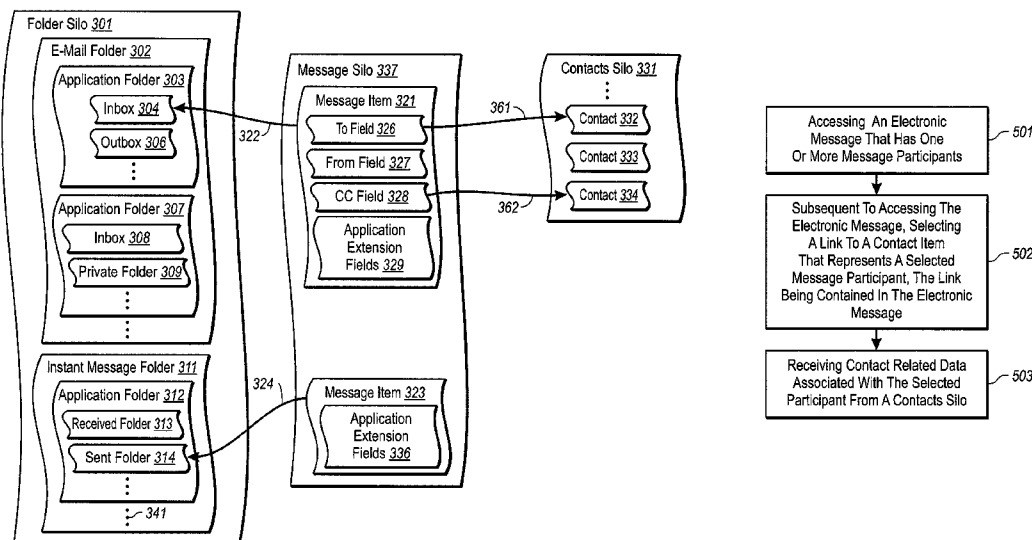 Folder Silo 301
E-Mail Folder 302
Application Folder 303
Inbox 304
Outbox 306
Application Folder 307
Inbox 308
Private Folder 309
Instant Message Folder 311
Application Folder 312
Received Folder 313
Sent Folder 314
341
322
324
Message Silo 337
Message Item 321
To Field 326
From Field 327
CC Field 328
Application
Extension
Fields 329
Message Item 323
Application
Extension
Fields 336
361
362
Contacts Silo 331
Contact 332
Contact 333
Contact 334
Accessing An Electronic
Message That Has One
Or More Message Participants
501
Subsequent To Accessing The
Electronic Message, Selecting
A Link To A Contact Item
That Represents A Selected
Message Participant, The Link
Being Contained In The Electronic
Message
502
Receiving Contact Related Data
Associated With The Selected
Participant From A Contacts Silo
503